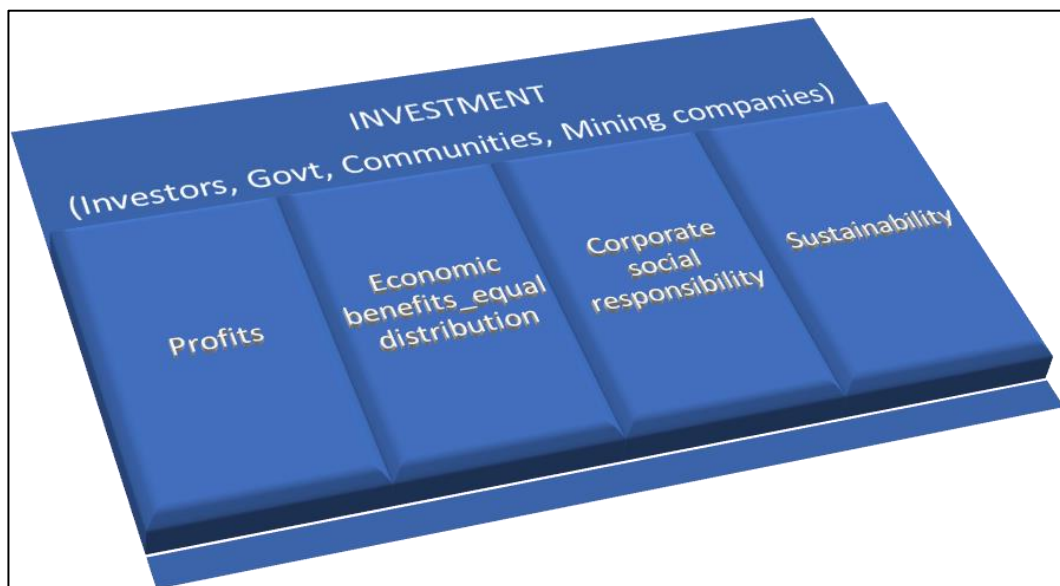 INVESTMENT
(Investors, Govt, Communities, Mining companies)
Profits
Economic
benefits_equal
distribution
Corporate
social
responsibility
Sustainability